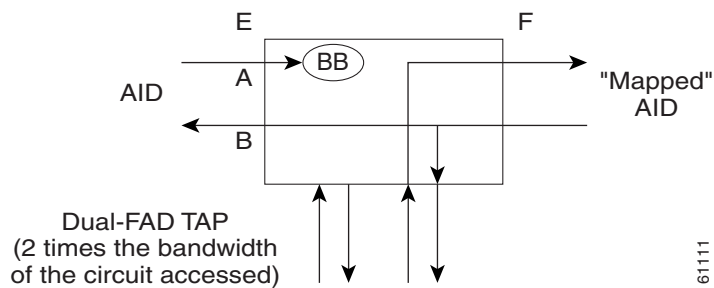 E
F
BB
A
AID
"Mapped"
AID
B
Dual-FAD TAP
(2 times the bandwidth
of the circuit accessed)
61111